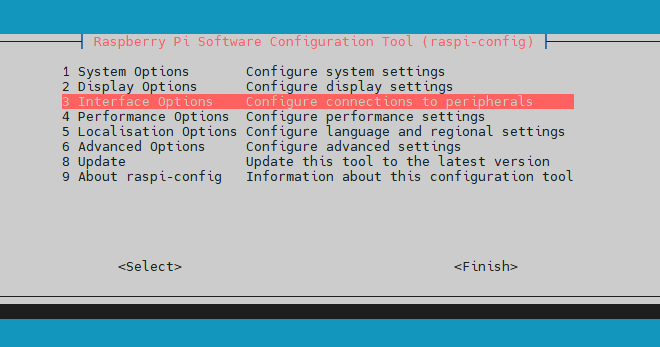 Raspberry Pi Software Configuration Tool (raspi-config)
1 System Options Configure system settings
2 Display Options Configure display settings
3 Interface Options Configure connections to peripherals
4 Performance Options Configure performance settings
5 Localisation Options Configure language and regional settings
6 Advanced Options Configure advanced settings
8 Update Update this tool to the latest version
9 About raspi-config Information about this configuration tool
<Select> <Finish>